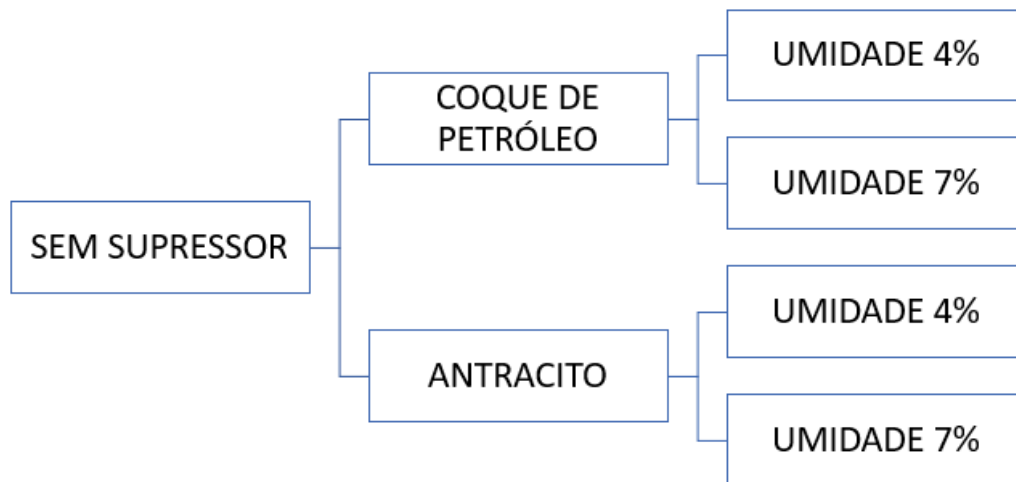 SEM SUPRESSOR
COQUE DE
PETRÓLEO
UMIDADE 4%
UMIDADE 7%
ANTRACITO
UMIDADE 4%
UMIDADE 7%